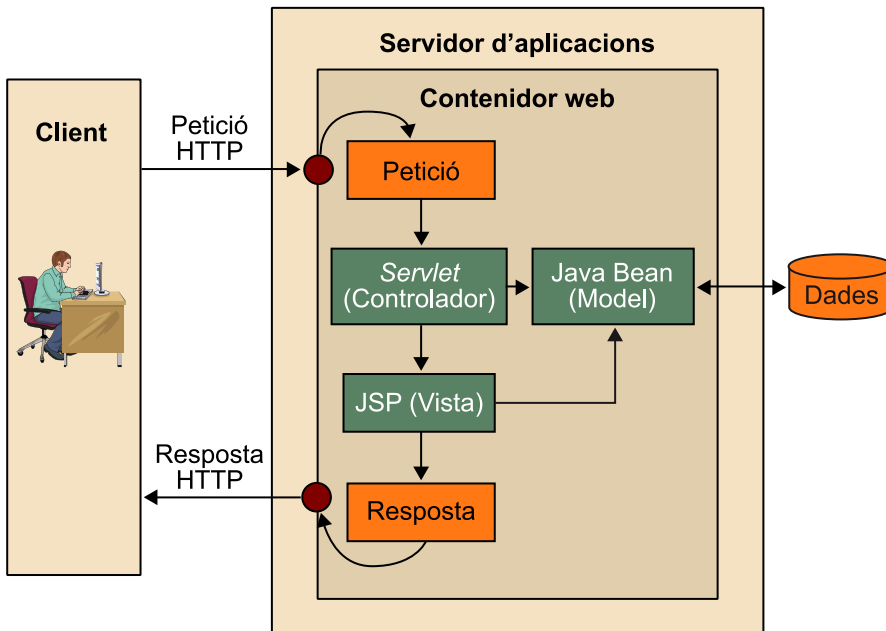 Servidor d’aplicacions
Contenidor web
Client
Petició
HTTP
Petició
Servlet
(Controlador)
Java Bean
(Model)
Dades
JSP (Vista)
Resposta
HTTP
Resposta